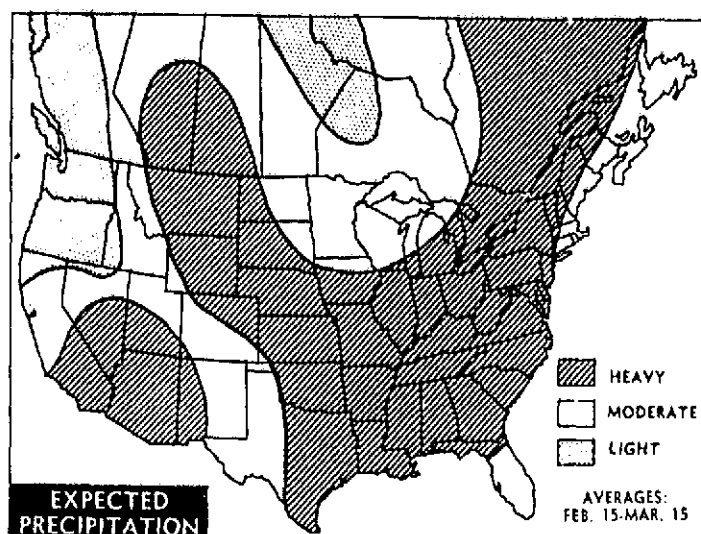 HEAVY
MODERATE
LIGHT
AVERAGES:
FEB. 15-MAR. 15
EXPECTED
PRECIPITATION